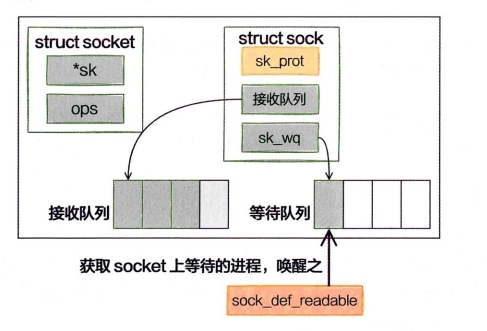 struct socket
*sk
ops
struct sock
sk_prot
接收队列
sk_wq
接收队列
等待队列
获取 socket 上等待的进程，唤醒之
sock_def_readable